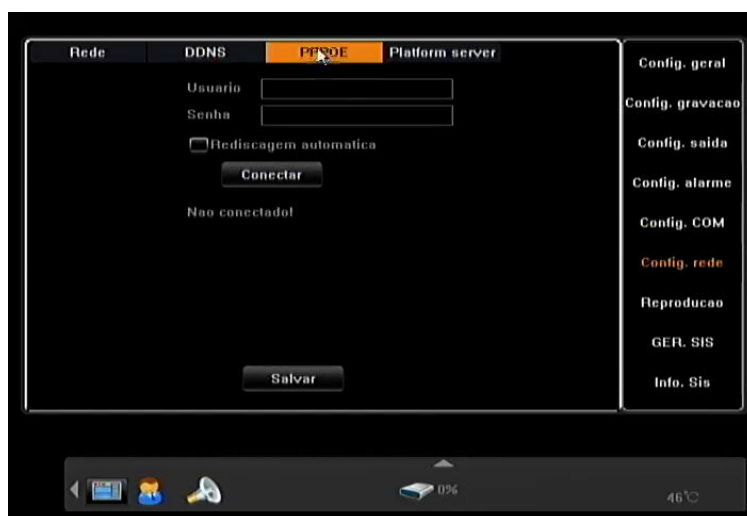 Rede DDNS PPPOE Platform server
Usuario
Senha
Rediscagem automatica
Conectar
Nao conectado!
Salvar
Config. geral
Config. gravacao
Config. saida
Config. alarme
Config. COM
Config. rede
Reproducao
GER. SIS
Info. Sis
0%
46°C